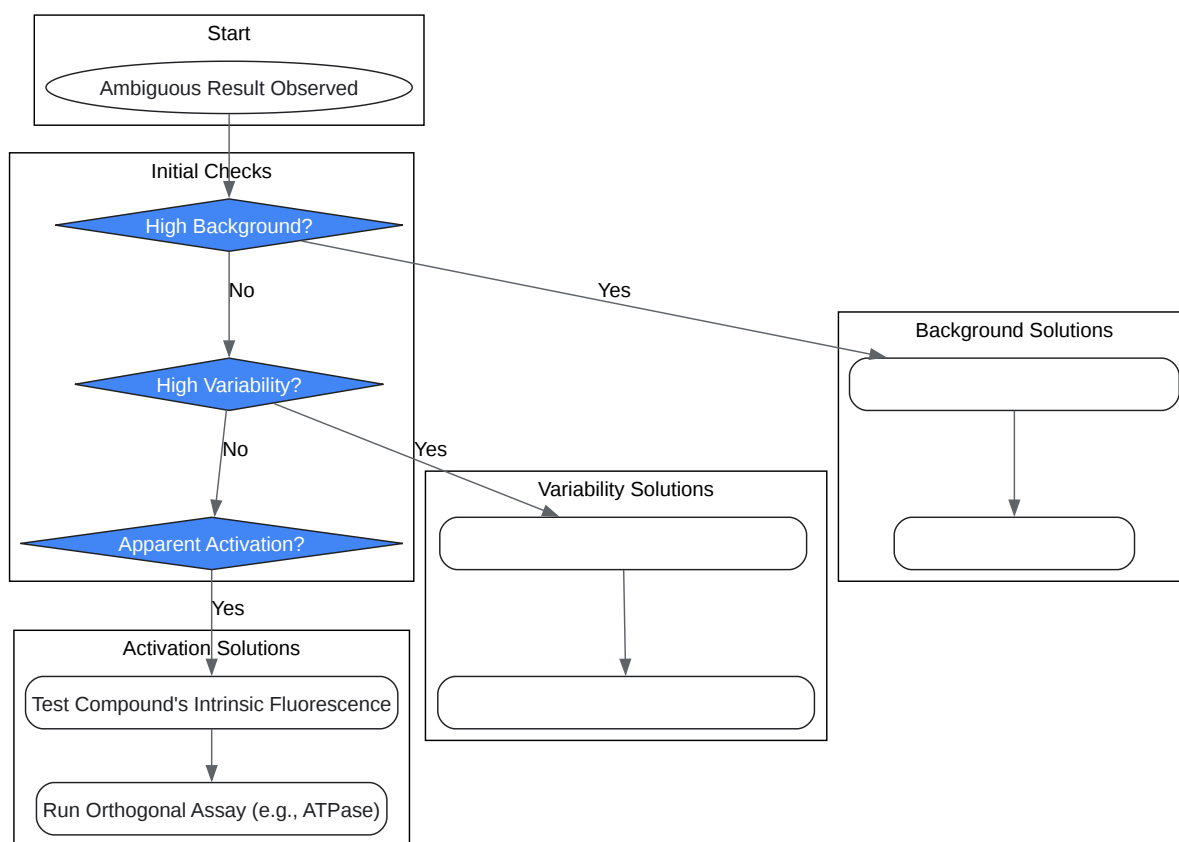 Start
Ambiguous Result Observed
Initial Checks
High Background?
No
Yes
High Variability?
No
Yes
Apparent Activation?
Yes
Background Solutions
Variability Solutions
Activation Solutions
Test Compound's Intrinsic Fluorescence
Run Orthogonal Assay (e.g., ATPase)